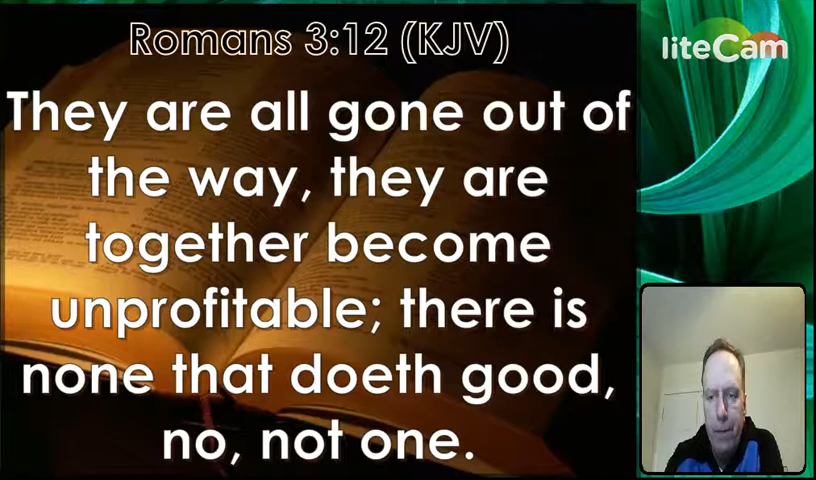 Romans 3:12 (KJV)
They are all gone out of
the way, they are
together become
unprofitable; there is
none that doeth good,
no, not one.
liteCam